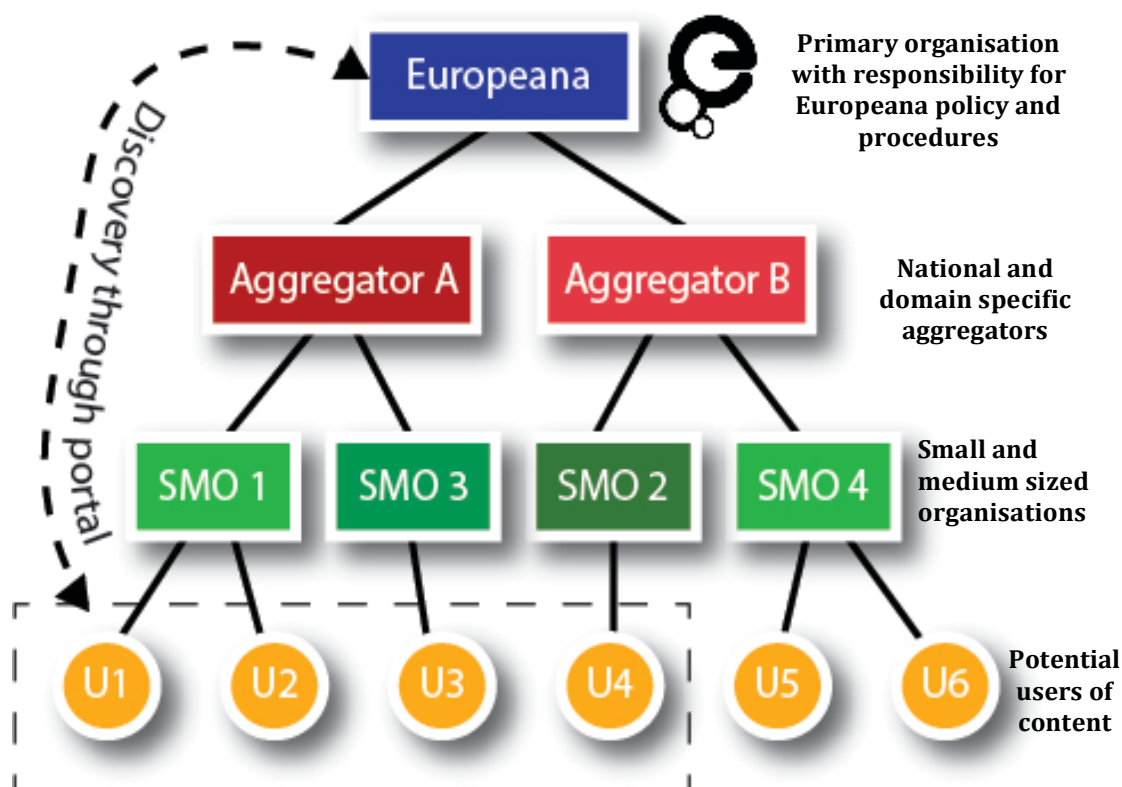 Europeana
Primary organisation
with responsibility for
Europeana policy and
procedures
Discovery through portal
Aggregator A
Aggregator B
National and
domain specific
aggregators
SMO 1
SMO 3
SMO 2
SMO 4
Small and
medium sized
organisations
U1
U2
U3
U4
U5
U6
Potential
users of
content